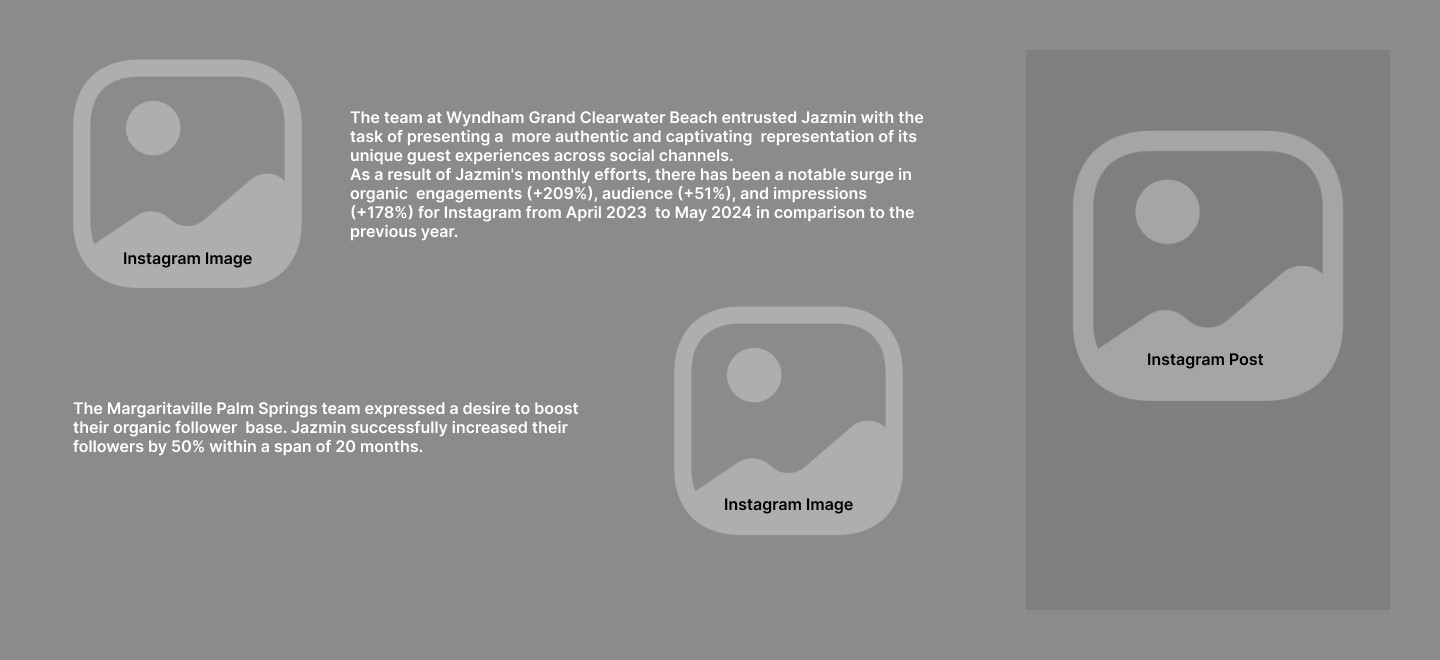 The team at Wyndham Grand Clearwater Beach entrusted Jazmin with the
task of presenting a  more authentic and captivating  representation of its
unique guest experiences across social channels.
As a result of Jazmin's monthly efforts, there has been a notable surge in
organic  engagements (+209%), audience (+51%), and impressions
(+178%) for Instagram from April 2023  to May 2024 in comparison to the
previous year.
Instagram Image
The Margaritaville Palm Springs team expressed a desire to boost
their organic follower  base. Jazmin successfully increased their
followers by 50% within a span of 20 months.
Instagram Image
Instagram Post